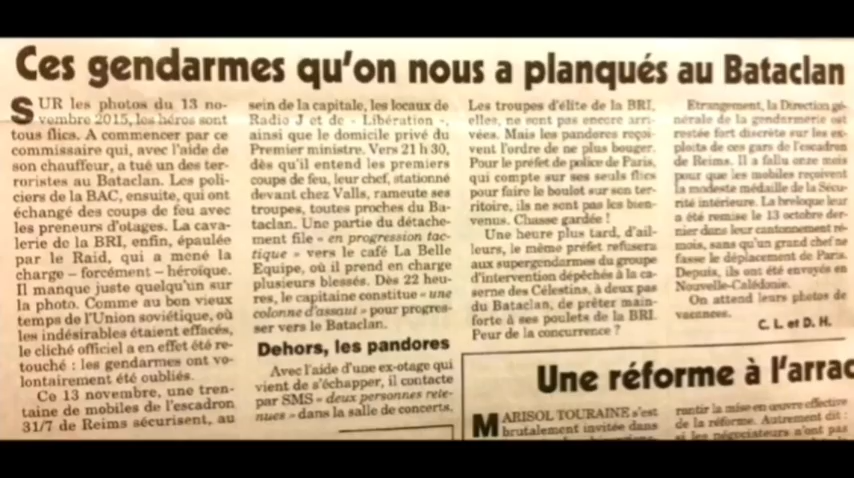 Ces gendarmes qu'on nous a planqués au Bataclan
SUR les photos du 13 no-
vembre 2015, les héros sont
tous flics. A commencer par ce
commissaire qui, avec l'aide de
son chauffeur, a tué un des ter-
roristes au Bataclan. Les poli-
ciers de la BAC, ensuite, qui ont
échangé des coups de feu avec
les preneurs d'otages. La cava-
lerie de la BRI, enfin, épaulée
par le Raid, qui a mené la
charge – forcément – héroïque.
Il manque juste quelqu'un sur
la photo. Comme au bon vieux
temps de l'Union soviétique, où
les indésirables étaient effacés,
le cliché officiel a en effet été re-
touché : les gendarmes ont vo-
lontairement été oubliés.
Ce 13 novembre, une tren-
taine de mobiles de l'escadron
31/7 de Reims sécurisent, au
sein de la capitale, les locaux de
Radio J et de « Libération »,
ainsi que le domicile privé du
Premier ministre. Vers 21 h 30,
dès qu'il entend les premiers
coups de feu, leur chef, stationné
devant chez Valls, rameute ses
troupes, toutes proches du Ba-
taclan. Une partie du détache-
ment file « en progression tac-
tique » vers le café La Belle
Equipe, où il prend en charge
plusieurs blessés. Dès 22 heu-
res, le capitaine constitue « une
colonne d'assaut » pour progres-
ser vers le Bataclan.
Dehors, les pandores
Avec l'aide d'un ex-otage qui
vient de s'échapper, il contacte
par SMS « deux personnes rete-
nues » dans la salle de concerts.
Les troupes d'élite de la BRI,
elles, ne sont pas encore arri-
vées. Mais les pandores reçoi-
vent l'ordre de ne plus bouger.
Pour le préfet de police de Paris,
qui compte sur ses seuls flics
pour faire le boulot sur son ter-
ritoire, ils ne sont pas les bien-
venus. Chasse gardée !
Une heure plus tard, d'ail-
leurs, le même préfet refusera
aux supergendarmes du groupe
d'intervention dépêchés à la ca-
serne des Célestins, à deux pas
du Bataclan, de prêter main-
forte à ses poulets de la BRI.
Peur de la concurrence ?
Etrangement, la Direction gé-
nérale de la gendarmerie est
restée fort discrète sur les ex-
ploits de ces gars de l'escadron
de Reims. Il a fallu onze mois
pour que les mobiles reçoivent
la modeste médaille de la Sécu-
rité intérieure. La breloque leur
a été remise le 13 octobre der-
nier dans leur cantonnement ré-
mois, sans qu'un grand chef ne
fasse le déplacement de Paris.
Depuis, ils ont été envoyés en
Nouvelle-Calédonie.
On attend leurs photos de
vacances.
C. L. et D. H.
Une réforme à l'arrac
MARISOL TOURAINE s'est
brutalement invitée dans
rantir la mise en œuvre effective
de la réforme. Autrement dit :
si les négociateurs n'ont pas